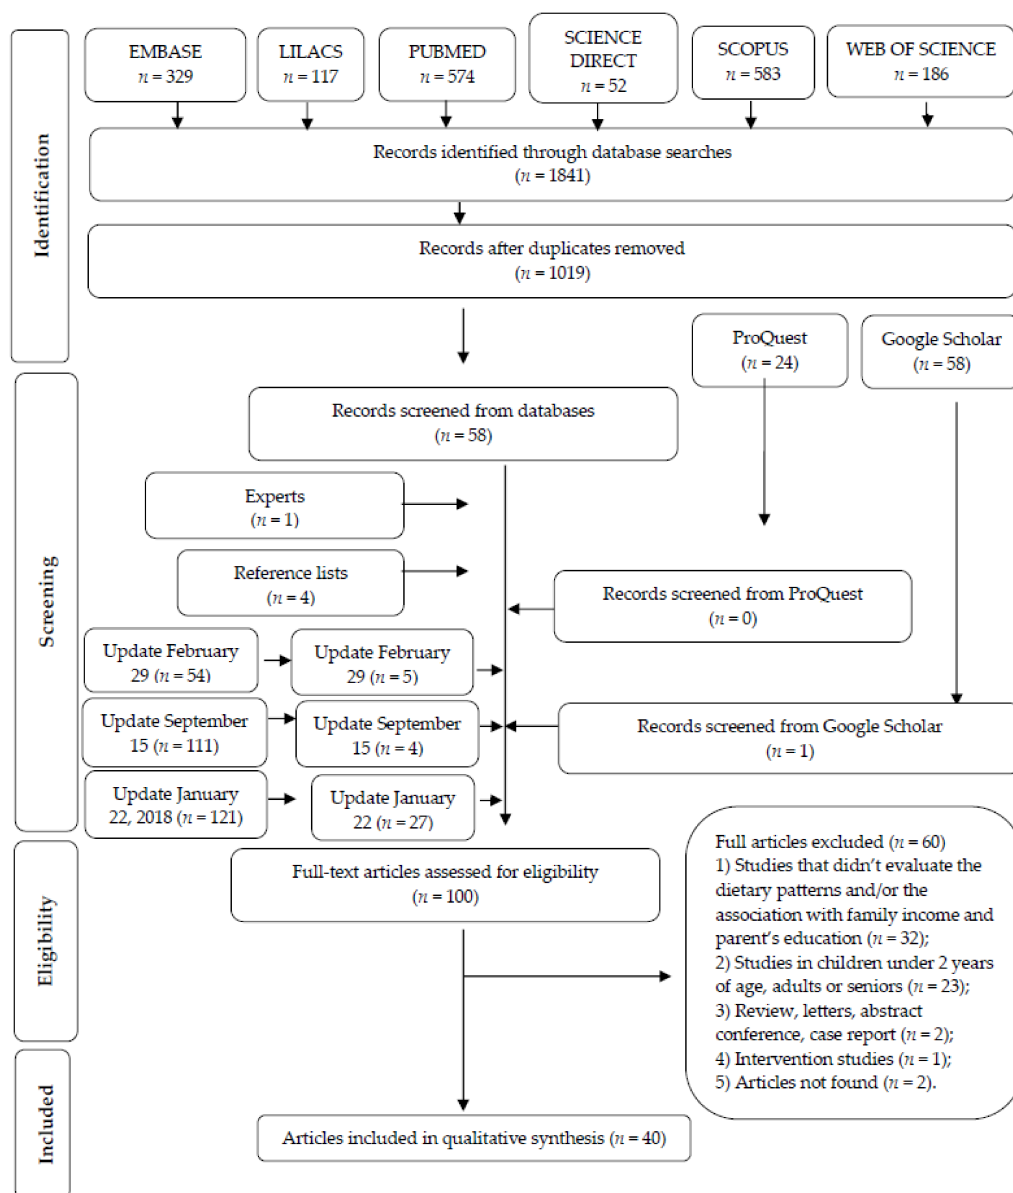 Identification
EMBASE
n = 329
LILACS
n = 117
PUBMED
n = 574
SCIENCE
DIRECT
n = 52
SCOPUS
n = 583
WEB OF SCIENCE
n = 186
Records identified through database searches
(n = 1841)
Records after duplicates removed
(n = 1019)
ProQuest
(n = 24)
Google Scholar
(n = 58)
Screening
Records screened from databases
(n = 58)
Experts
(n = 1)
Reference lists
(n = 4)
Records screened from ProQuest
(n = 0)
Update February
29 (n = 54)
Update February
29 (n = 5)
Update September
15 (n = 111)
Update September
15 (n = 4)
Records screened from Google Scholar
(n = 1)
Update January
22, 2018 (n = 121)
Update January
22 (n = 27)
Eligibility
Full-text articles assessed for eligibility
(n = 100)
Full articles excluded (n = 60)
1) Studies that didn't evaluate the
dietary patterns and/or the
association with family income and
parent's education (n = 32);
2) Studies in children under 2 years
of age, adults or seniors (n = 23);
3) Review, letters, abstract
conference, case report (n = 2);
4) Intervention studies (n = 1);
5) Articles not found (n = 2).
Included
Articles included in qualitative synthesis (n = 40)